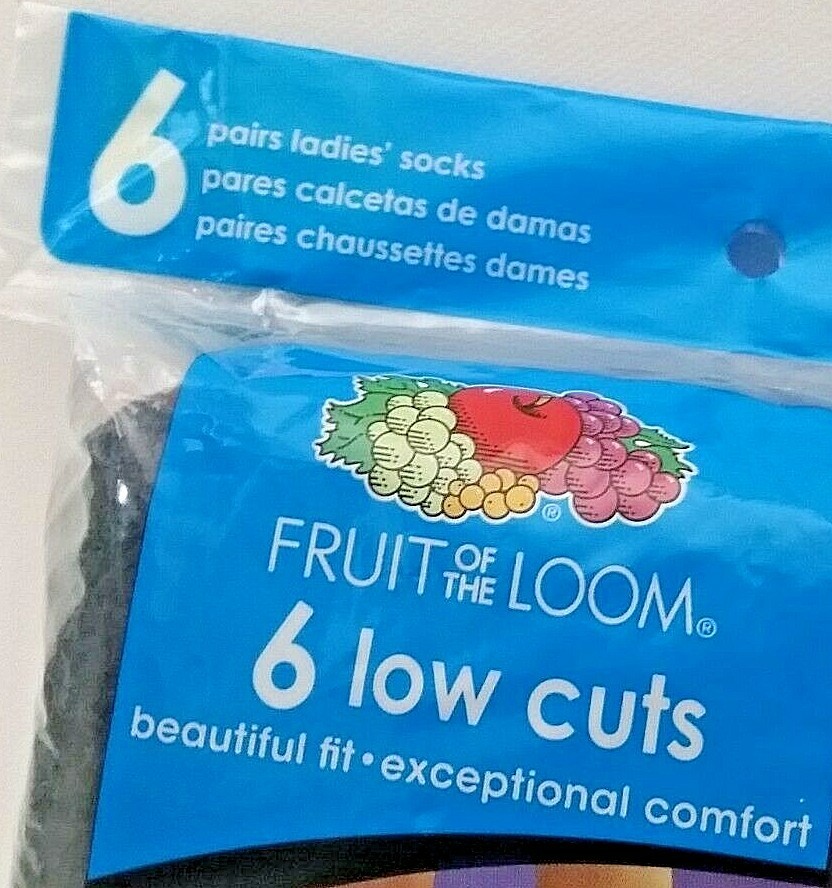 6
pairs ladies' socks
pares calcetas de damas
paires chaussettes dames
®
FRUIT OF THE LOOM®
6 low cuts
beautiful fit • exceptional comfort